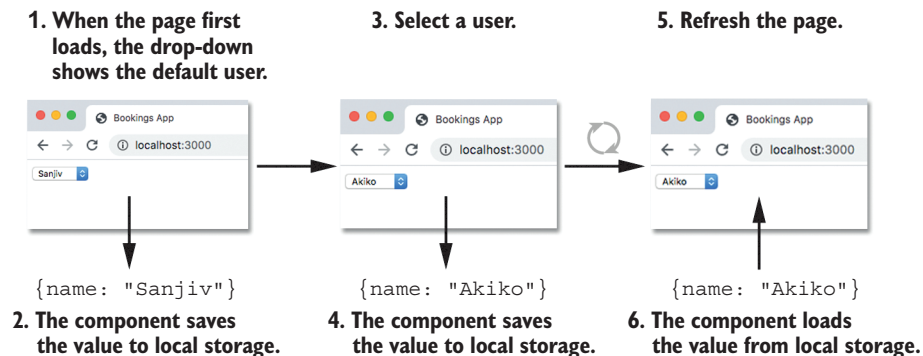 1. When the page first
loads, the drop-down
shows the default user.
3. Select a user.
5. Refresh the page.
Bookings App
localhost:3000
Sanjiv
Bookings App
localhost:3000
Akiko
Bookings App
localhost:3000
Akiko
{name: "Sanjiv"}
{name: "Akiko"}
{name: "Akiko"}
2. The component saves
the value to local storage.
4. The component saves
the value to local storage.
6. The component loads
the value from local storage.